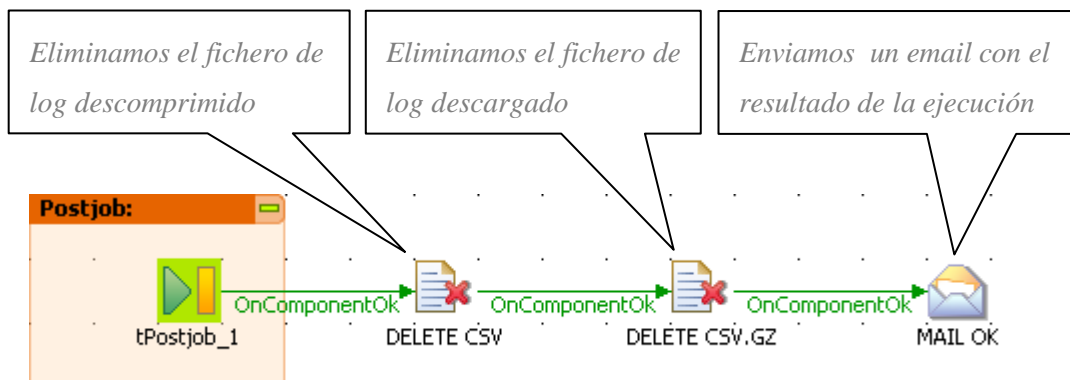 Eliminamos el fichero de
log descomprimido
Eliminamos el fichero de
log descargado
Enviamos un email con el
resultado de la ejecución
Postjob:
OnComponentOk
OnComponentOk
OnComponentOk
tPostjob_1
DELETE CSV
DELETE CSV.GZ
MAIL OK